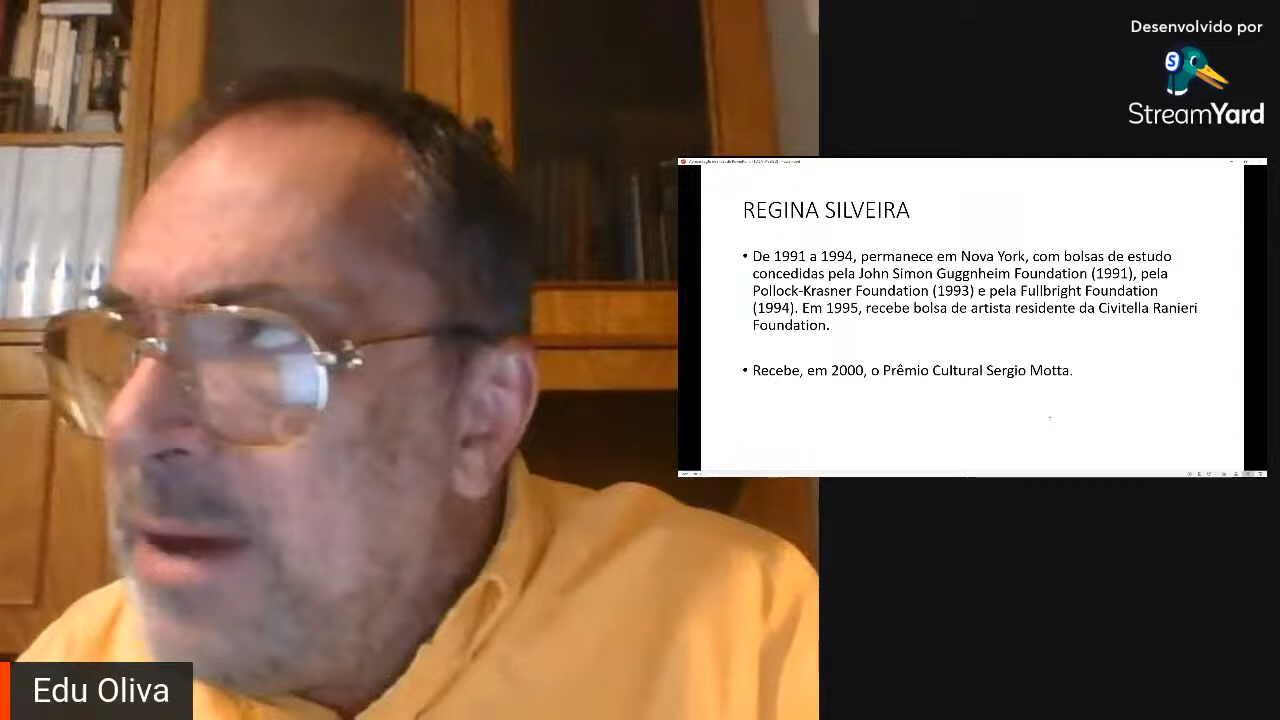 Desenvolvido por
StreamYard
REGINA SILVEIRA
• De 1991 a 1994, permanece em Nova York, com bolsas de estudo
concedidas pela John Simon Guggnheim Foundation (1991), pela
Pollock-Krasner Foundation (1993) e pela Fullbright Foundation
(1994). Em 1995, recebe bolsa de artista residente da Civitella Ranieri
Foundation.
• Recebe, em 2000, o Prêmio Cultural Sergio Motta.
Edu Oliva